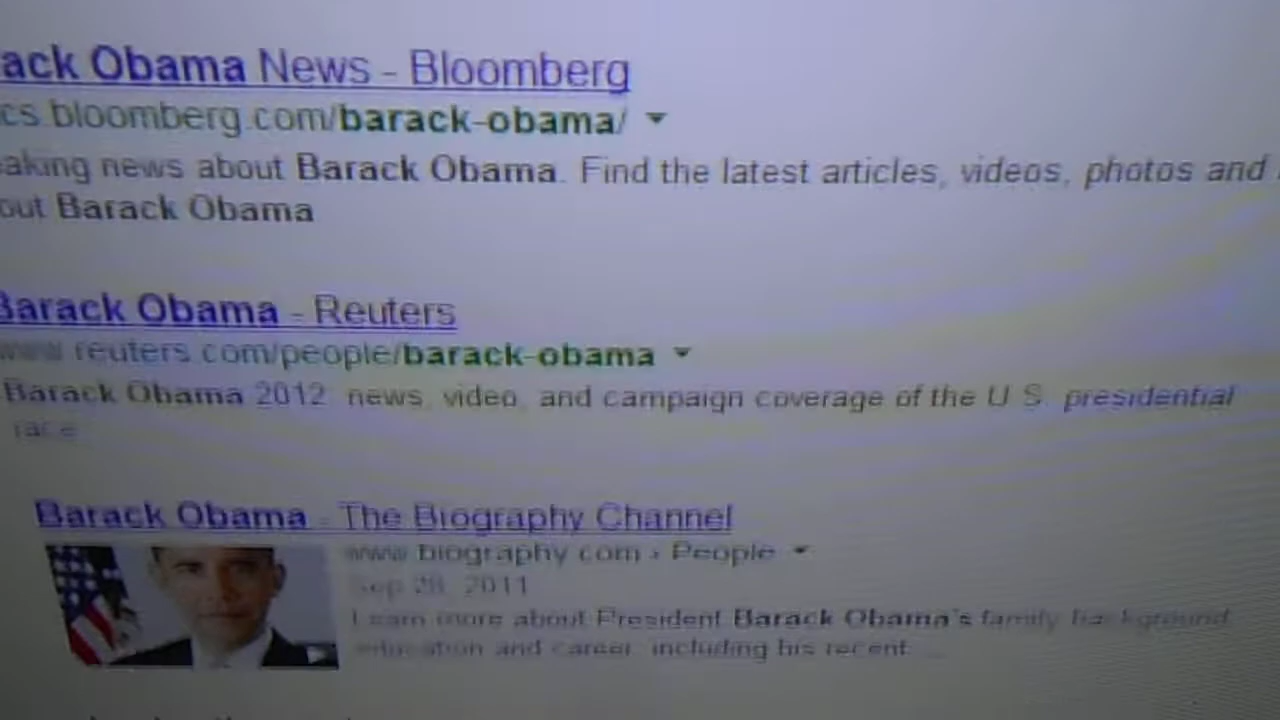 ack Obama News - Bloomberg
cs.bloomberg.com/barack-obama/
aking news about Barack Obama. Find the latest articles, videos, photos and
out Barack Obama
Barack Obama - Reuters
www.reuters.com/people/barack-obama
Barack Obama 2012: news, video, and campaign coverage of the U.S. presidential
race
Barack Obama - The Biography Channel
www.biography.com › People
Sep 28, 2011
Learn more about President Barack Obama's family background,
education and career, including his recent ...